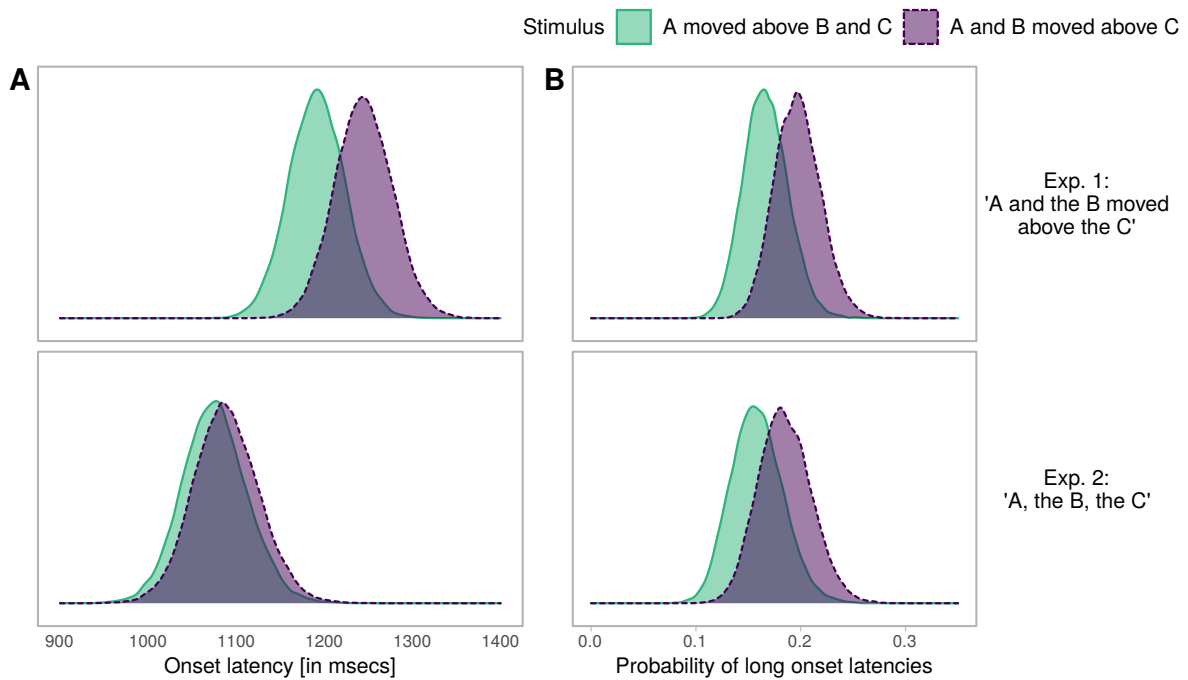 Stimulus A moved above B and C A and B moved above C
A
B
Exp. 1:
'A and the B moved
above the C'
Exp. 2:
'A, the B, the C'
900 1000 1100 1200 1300 1400
0.0 0.1 0.2 0.3
Onset latency [in msecs]
Probability of long onset latencies